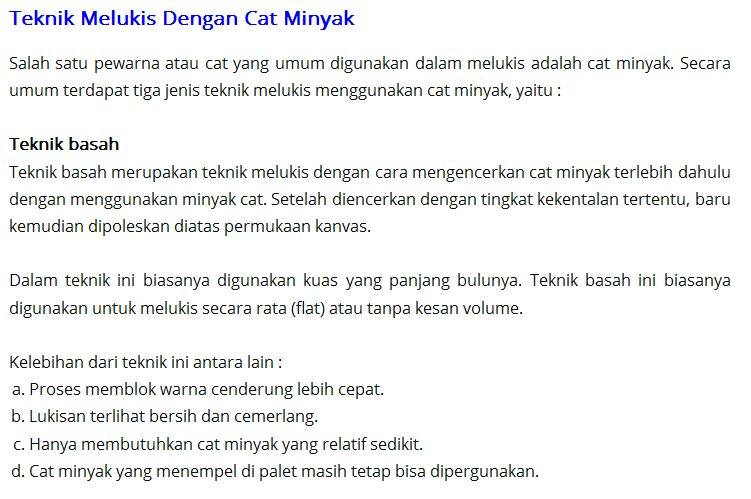 Teknik Melukis Dengan Cat Minyak
Salah satu pewarna atau cat yang umum digunakan dalam melukis adalah cat minyak. Secara
umum terdapat tiga jenis teknik melukis menggunakan cat minyak, yaitu :
Teknik basah
Teknik basah merupakan teknik melukis dengan cara mengencerkan cat minyak terlebih dahulu
dengan menggunakan minyak cat. Setelah diencerkan dengan tingkat kekentalan tertentu, baru
kemudian dipoleskan diatas permukaan kanvas.
Dalam teknik ini biasanya digunakan kuas yang panjang bulunya. Teknik basah ini biasanya
digunakan untuk melukis secara rata (flat) atau tanpa kesan volume.
Kelebihan dari teknik ini antara lain :
a. Proses memblok warna cenderung lebih cepat.
b. Lukisan terlihat bersih dan cemerlang.
c. Hanya membutuhkan cat minyak yang relatif sedikit.
d. Cat minyak yang menempel di palet masih tetap bisa dipergunakan.